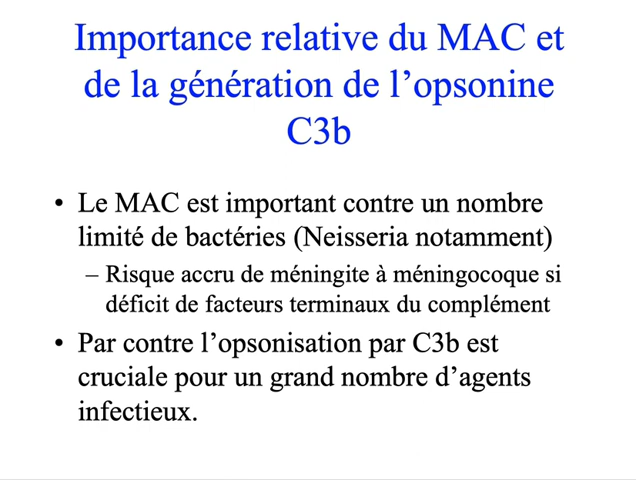 Importance relative du MAC et
de la génération de l’opsonine
C3b
• Le MAC est important contre un nombre
limité de bactéries (Neisseria notamment)
– Risque accru de méningite à méningocoque si
déficit de facteurs terminaux du complément
• Par contre l’opsonisation par C3b est
cruciale pour un grand nombre d’agents
infectieux.